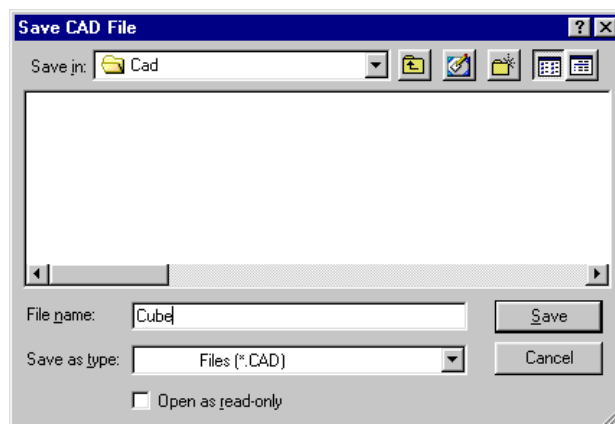 Save CAD File
Save in: Cad
File name: Cube Save
Save as type: Files (*.CAD) Cancel
Open as read-only